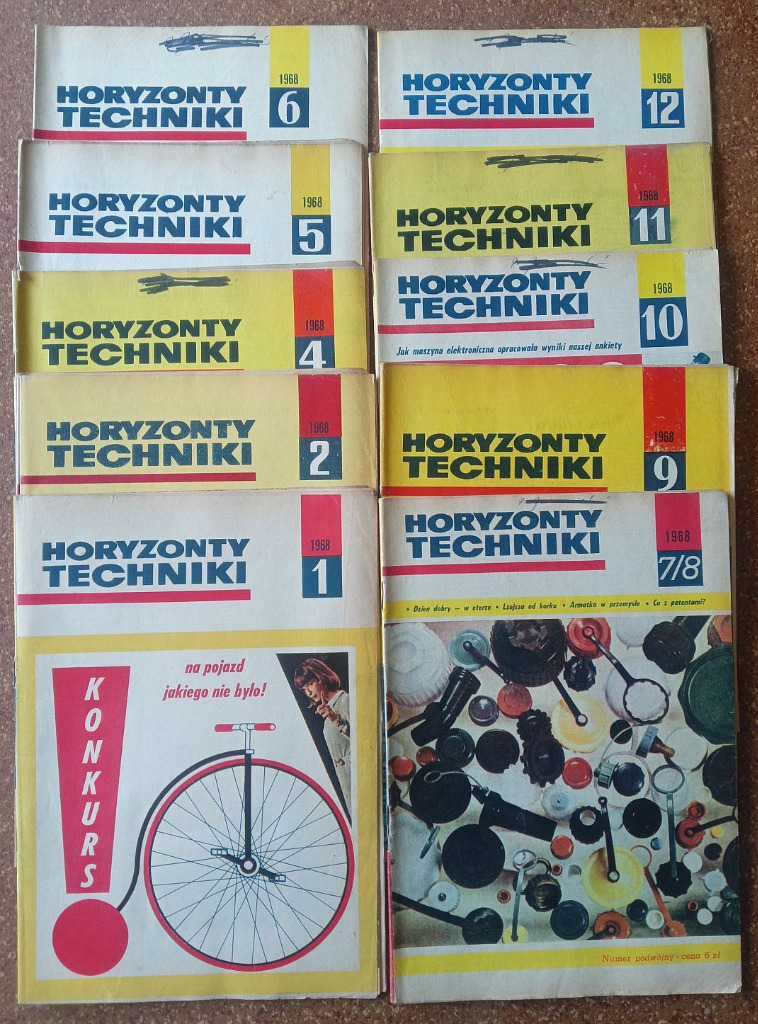 HORYZONTY
TECHNIKI
1968
6
HORYZONTY
TECHNIKI
1968
5
HORYZONTY
TECHNIKI
1968
4
HORYZONTY
TECHNIKI
1968
2
HORYZONTY
TECHNIKI
1968
1
KONKURS
na pojazd
jakiego nie było!
HORYZONTY
TECHNIKI
1968
12
HORYZONTY
TECHNIKI
1968
11
HORYZONTY
TECHNIKI
1968
10
Jak maszyna elektroniczna opracowała wyniki naszej ankiety
HORYZONTY
TECHNIKI
1968
9
HORYZONTY
TECHNIKI
1968
7/8
• Dzień dobry — w eterze • Lżejsza od korka • Armatka w przemyśle • Co z patentami?
Numer podwójny - cena 6 zł